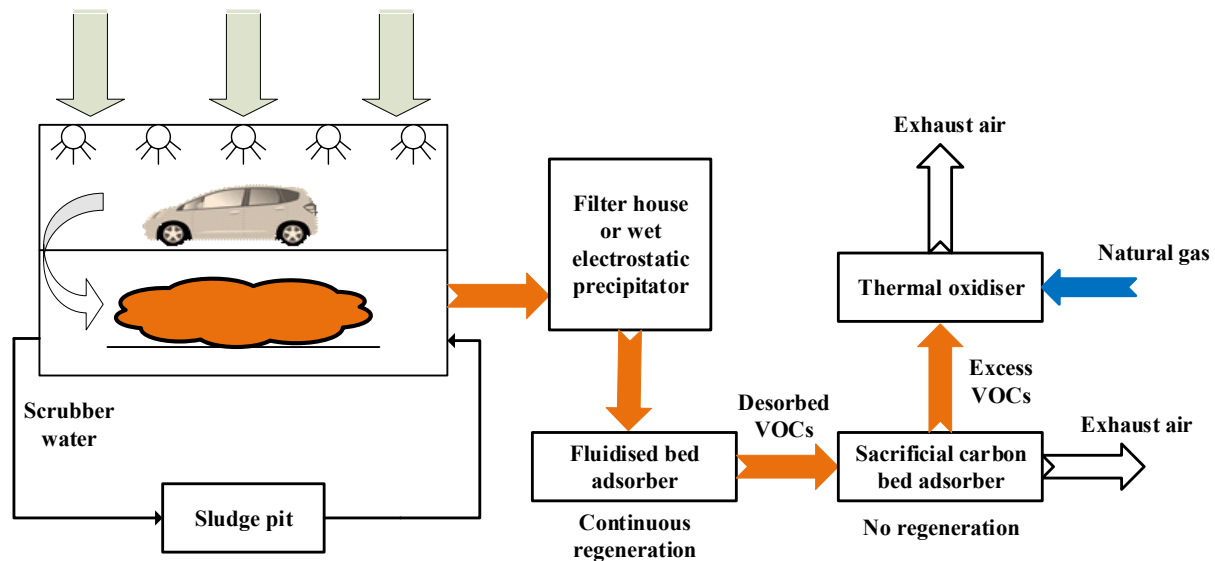 Exhaust air
Filter house
or wet
electrostatic
precipitator
Natural gas
Thermal oxidiser
Scrubber
water
Desorbed
VOCs
Excess
VOCs
Exhaust air
Fluidised bed
adsorber
Sacrificial carbon
bed adsorber
Sludge pit
Continuous
regeneration
No regeneration